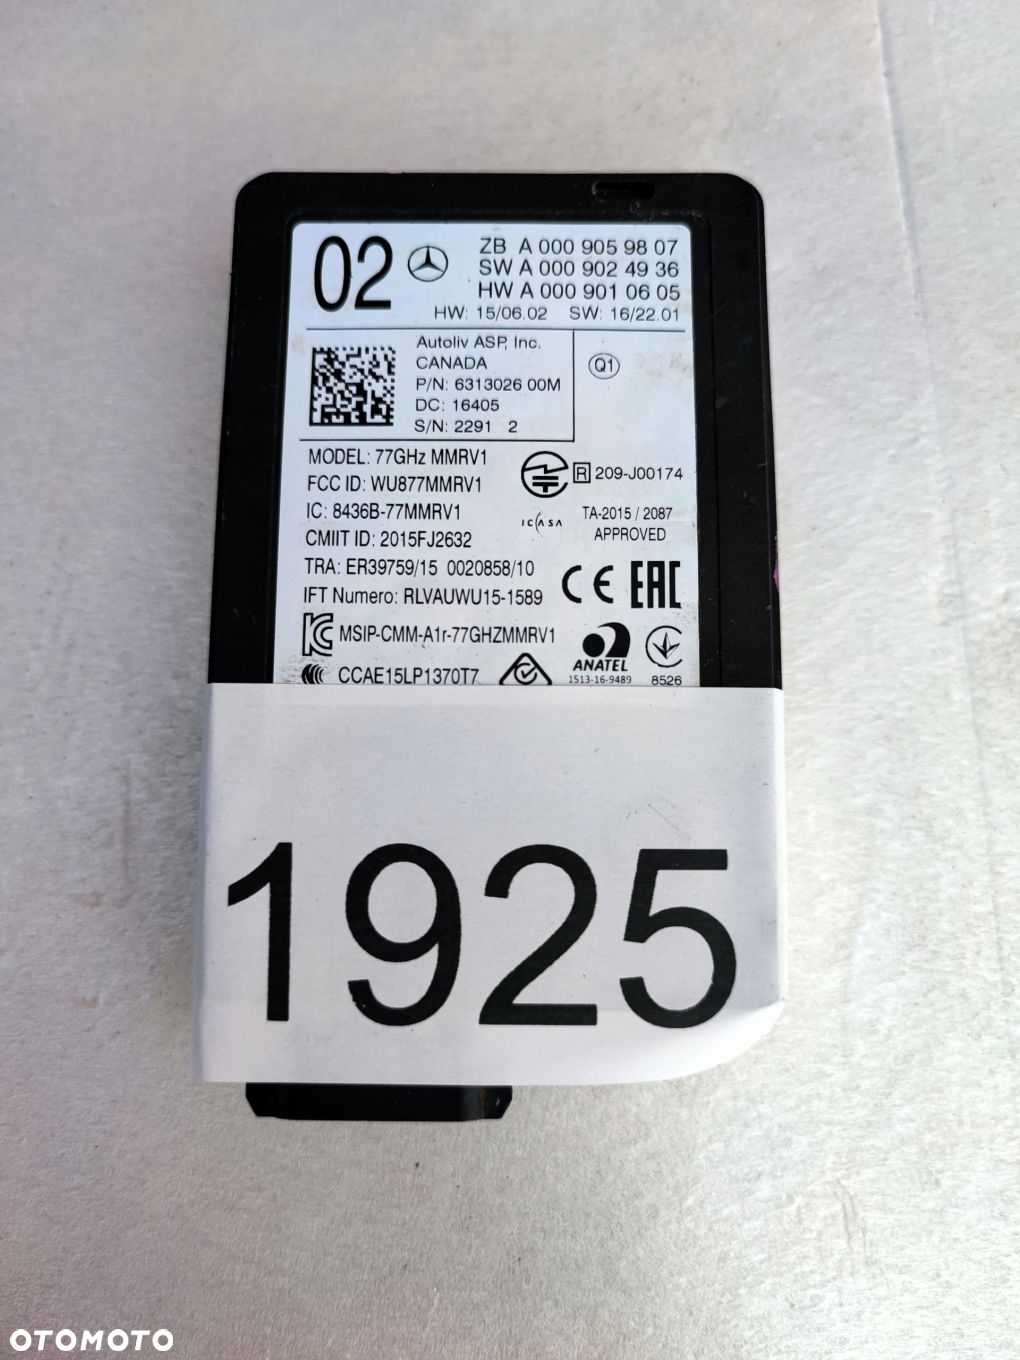 02 ZB A 000 905 98 07
SW A 000 902 49 36
HW A 000 901 06 05
HW: 15/06.02 SW: 16/22.01
Autoliv ASP, Inc.
CANADA
P/N: 6313026 00M
DC: 16405
S/N: 2291 2
Q1
MODEL: 77GHz MMRV1
FCC ID: WU877MMRV1
IC: 8436B-77MMRV1
CMIIT ID: 2015FJ2632
TRA: ER39759/15 0020858/10
IFT Numero: RLVAUWU15-1589
R 209-J00174
ICASA TA-2015 / 2087
APPROVED
CE EAC
KC MSIP-CMM-A1r-77GHZMMRV1
ANATEL
1513-16-9489
8526
CCAE15LP1370T7
1925
OTOMOTO